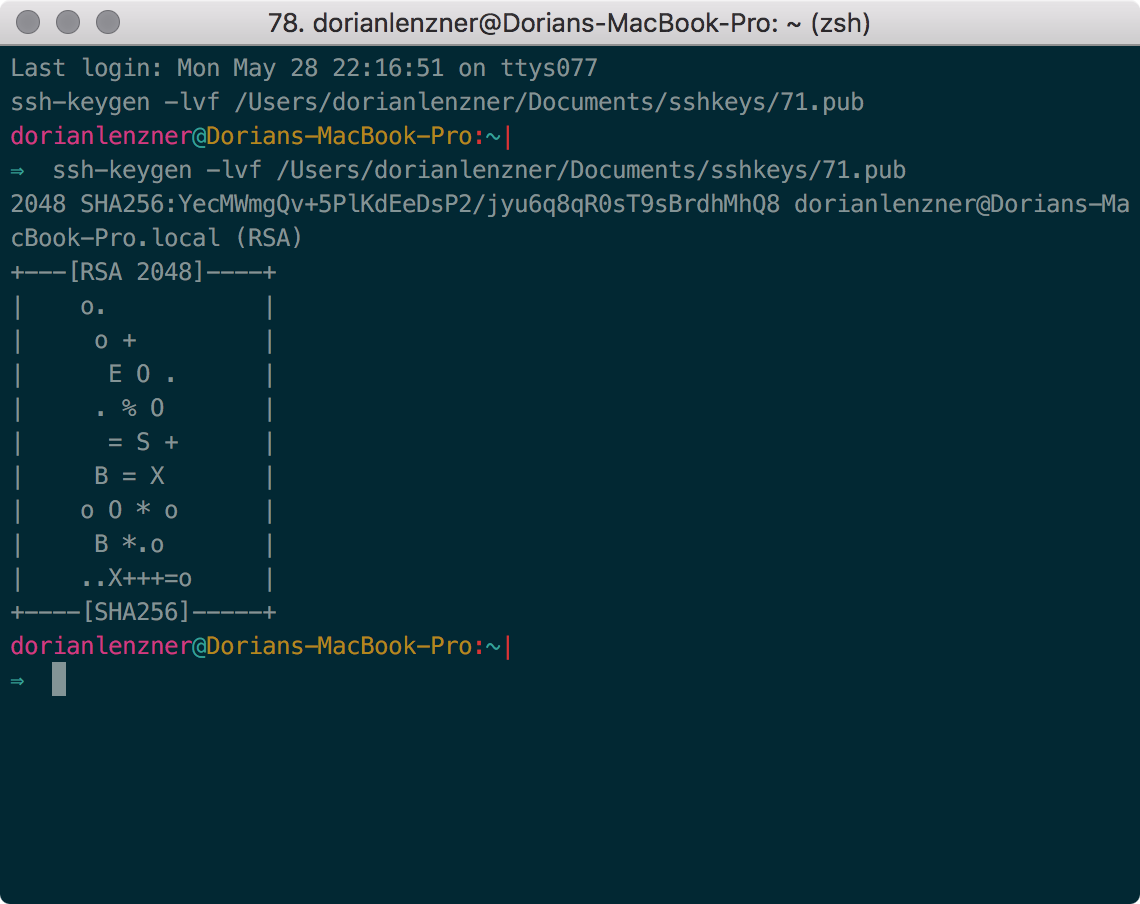 78. dorianlenzner@Dorians-MacBook-Pro: ~ (zsh)
Last login: Mon May 28 22:16:51 on ttys077
ssh-keygen -lvf /Users/dorianlenzner/Documents/sshkeys/71.pub
dorianlenzner@Dorians-MacBook-Pro:~|
⇒  ssh-keygen -lvf /Users/dorianlenzner/Documents/sshkeys/71.pub
2048 SHA256:YecMWmgQv+5PlKdEeDsP2/jyu6q8qR0sT9sBrdhMhQ8 dorianlenzner@Dorians-Ma
cBook-Pro.local (RSA)
+---[RSA 2048]----+
|    o.           |
|     o +         |
|      E O .      |
|     . % O       |
|      = S +      |
|     B = X       |
|    o O * o      |
|     B *.o       |
|    ..X+++=o     |
+----[SHA256]-----+
dorianlenzner@Dorians-MacBook-Pro:~|
⇒